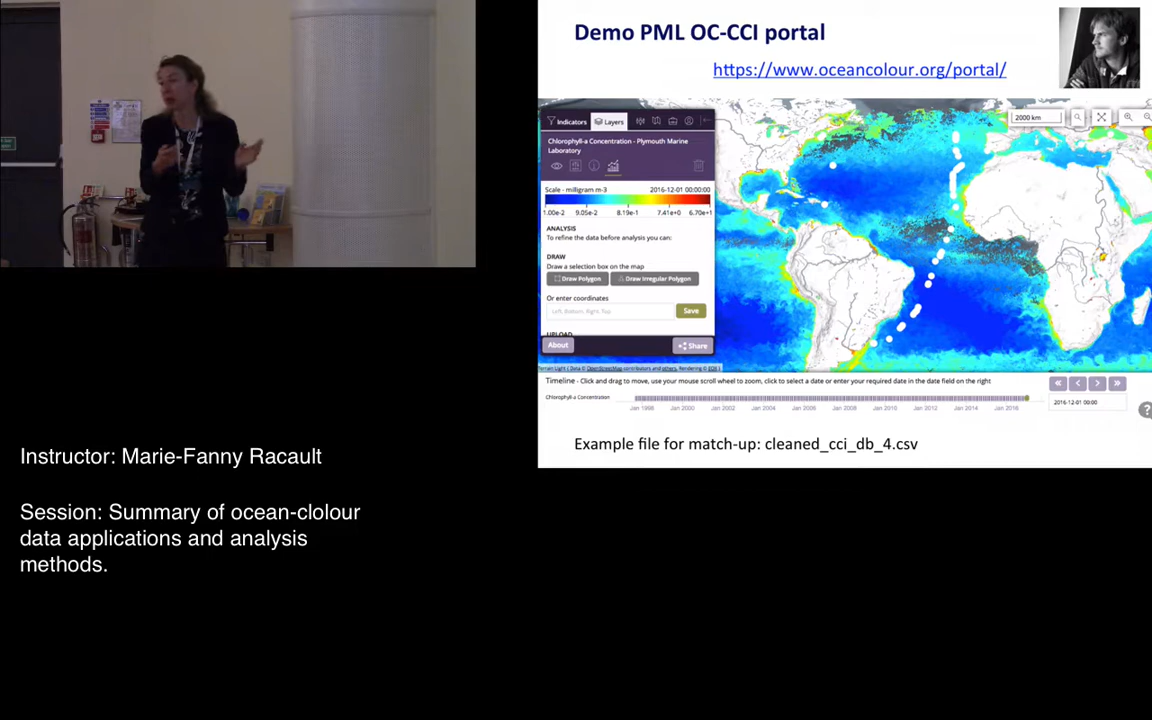 Demo PML OC-CCI portal
https://www.oceancolour.org/portal/
Indicators
Layers
2000 km
Chlorophyll-a Concentration - Plymouth Marine
Laboratory
Scale - milligram m-3
2016-12-01 00:00:00
1.00e-2 9.05e-2 8.19e-1 7.41e+0 6.70e+1
ANALYSIS
To refine the data before analysis you can:
DRAW
Draw a selection box on the map
Draw Polygon
Draw Irregular Polygon
Or enter coordinates
Left, Bottom, Right, Top
Save
UPLOAD
About
Share
Timeline - Click and drag to move, use your mouse scroll wheel to zoom, click to select a date or enter your required date in the date field on the right
Chlorophyll-a Concentration
Jan 1998 Jan 2000 Jan 2002 Jan 2004 Jan 2006 Jan 2008 Jan 2010 Jan 2012 Jan 2014 Jan 2016
2016-12-01 00:00
?
Example file for match-up: cleaned_cci_db_4.csv
Instructor: Marie-Fanny Racault
Session: Summary of ocean-clolour
data applications and analysis
methods.